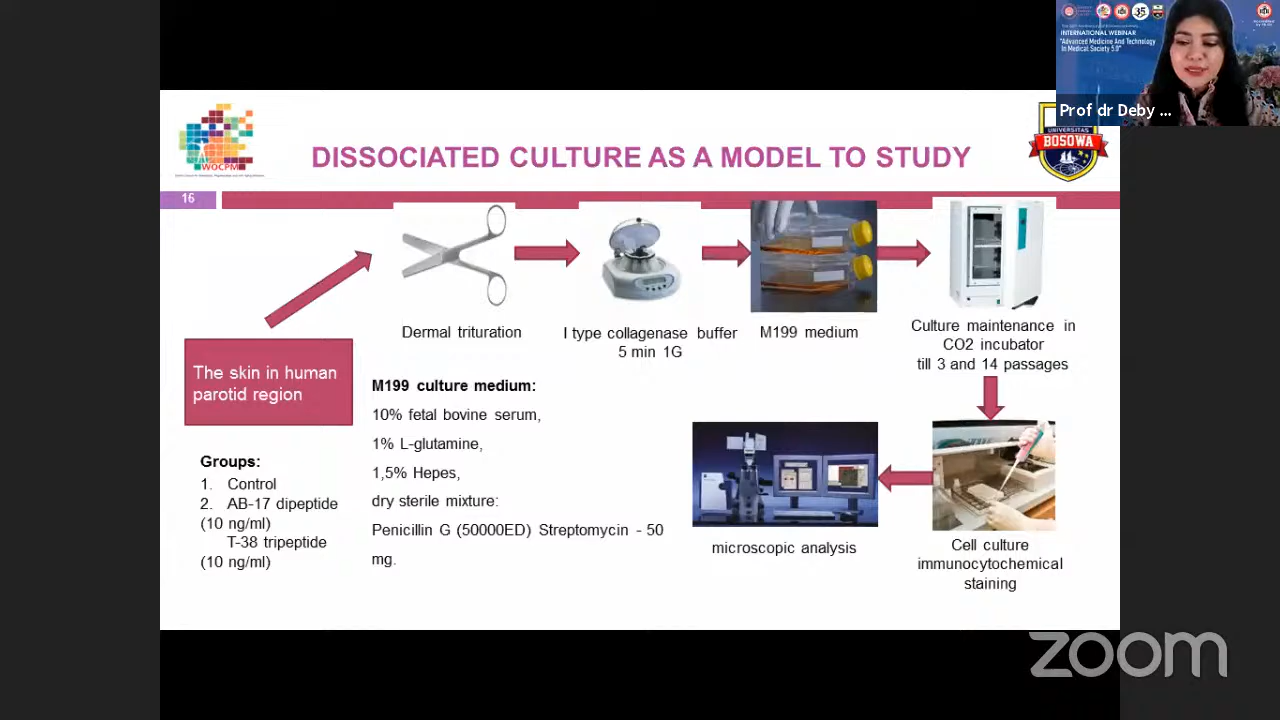 INTERNATIONAL WEBINAR
"Advanced Medicine And Technology
In Medical Society 5.0"
35
Prof dr Deby ...
WOCPM
UNIVERSITAS
BOSOWA
DISSOCIATED CULTURE AS A MODEL TO STUDY
16
Dermal trituration
I type collagenase buffer
5 min 1G
M199 medium
Culture maintenance in
CO2 incubator
till 3 and 14 passages
The skin in human
parotid region
M199 culture medium:
10% fetal bovine serum,
1% L-glutamine,
1,5% Hepes,
dry sterile mixture:
Penicillin G (50000ED) Streptomycin - 50
mg.
Groups:
1. Control
2. AB-17 dipeptide
(10 ng/ml)
T-38 tripeptide
(10 ng/ml)
microscopic analysis
Cell culture
immunocytochemical
staining
zoom